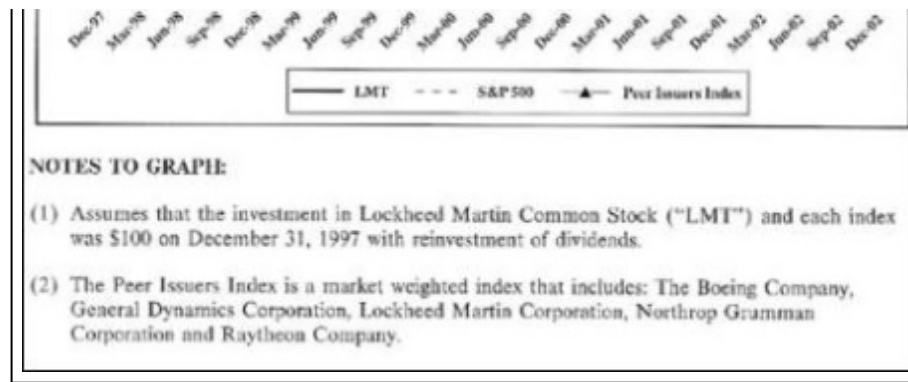 Dec-97 Mar-98 Jun-98 Sep-98 Dec-98 Mar-99 Jun-99 Sep-99 Dec-99 Mar-00 Jun-00 Sep-00 Dec-00 Mar-01 Jun-01 Sep-01 Dec-01 Mar-02 Jun-02 Sep-02 Dec-02
LMT S&P 500 Peer Issuers Index
NOTES TO GRAPH:
(1) Assumes that the investment in Lockheed Martin Common Stock (“LMT”) and each index
was $100 on December 31, 1997 with reinvestment of dividends.
(2) The Peer Issuers Index is a market weighted index that includes: The Boeing Company,
General Dynamics Corporation, Lockheed Martin Corporation, Northrop Grumman
Corporation and Raytheon Company.